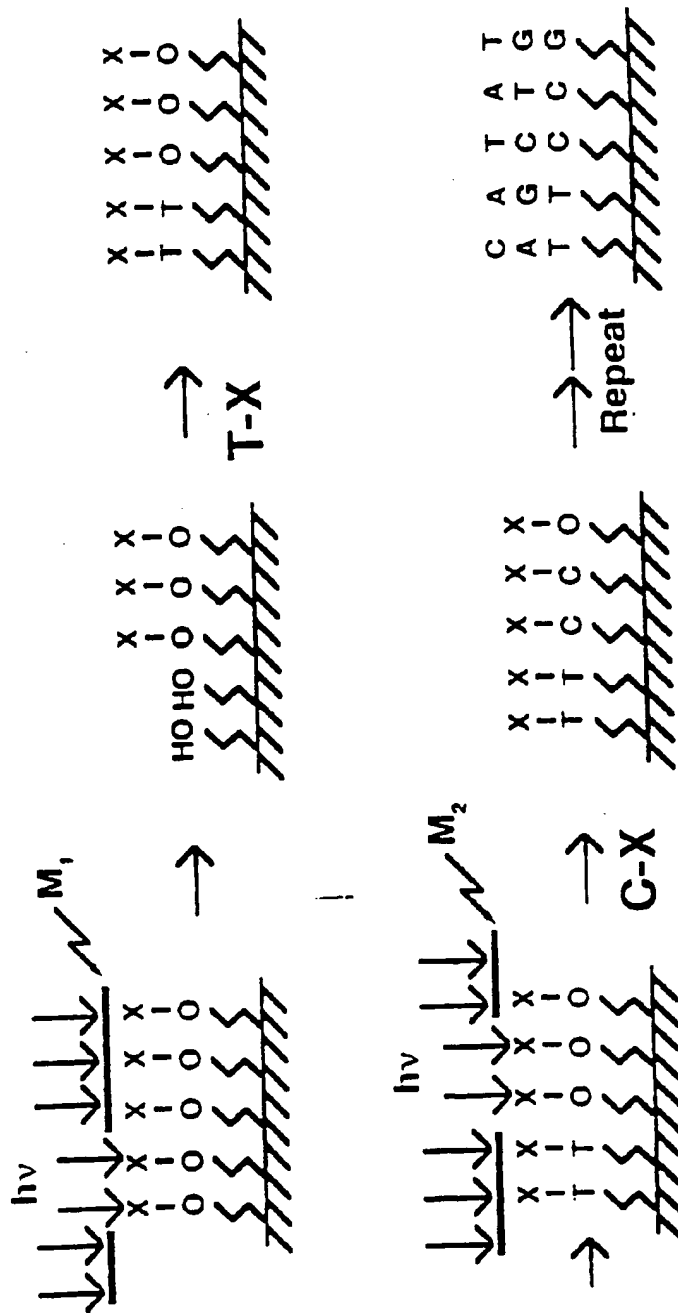 hν
M₁
X X X X X
O O O O O
X X X
HO HO O O O
T-X
X X X X X
T T O O O
hν
M₂
X X X X X
T T O O O
C-X
X X X X X
T T C C O
Repeat
C A T A T
A G C T G
T T C C G